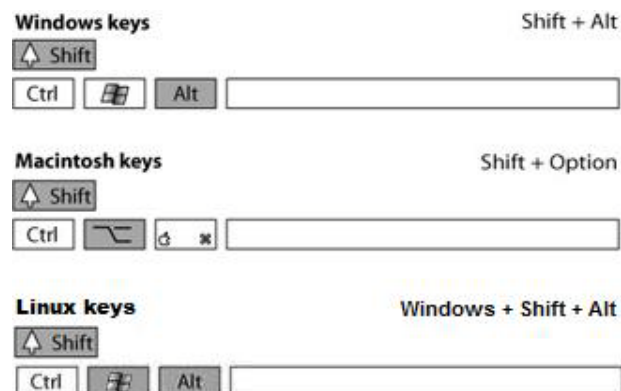 Windows keys Shift + Alt
Shift
Ctrl Alt
Macintosh keys Shift + Option
Shift
Ctrl
Linux keys Windows + Shift + Alt
Shift
Ctrl Alt